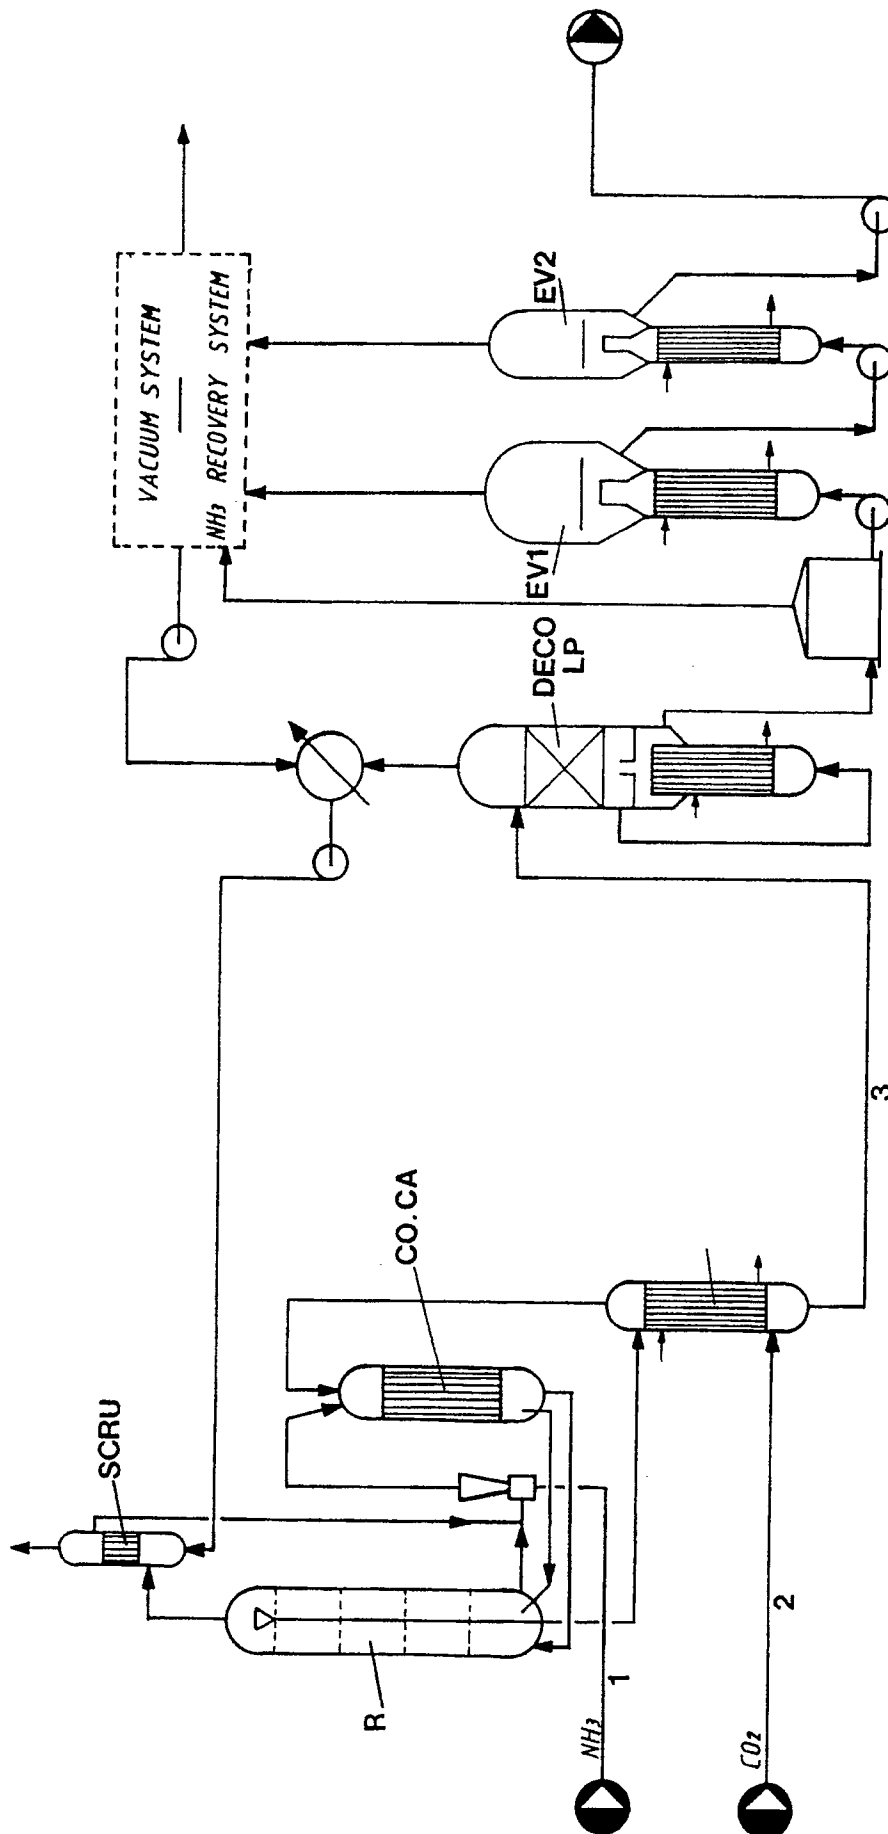 VACUUM SYSTEM
NH₃ RECOVERY SYSTEM
EV2
EV1
DECO
LP
SCRU
CO.CA
R
3
1
2
NH₃
CO₂